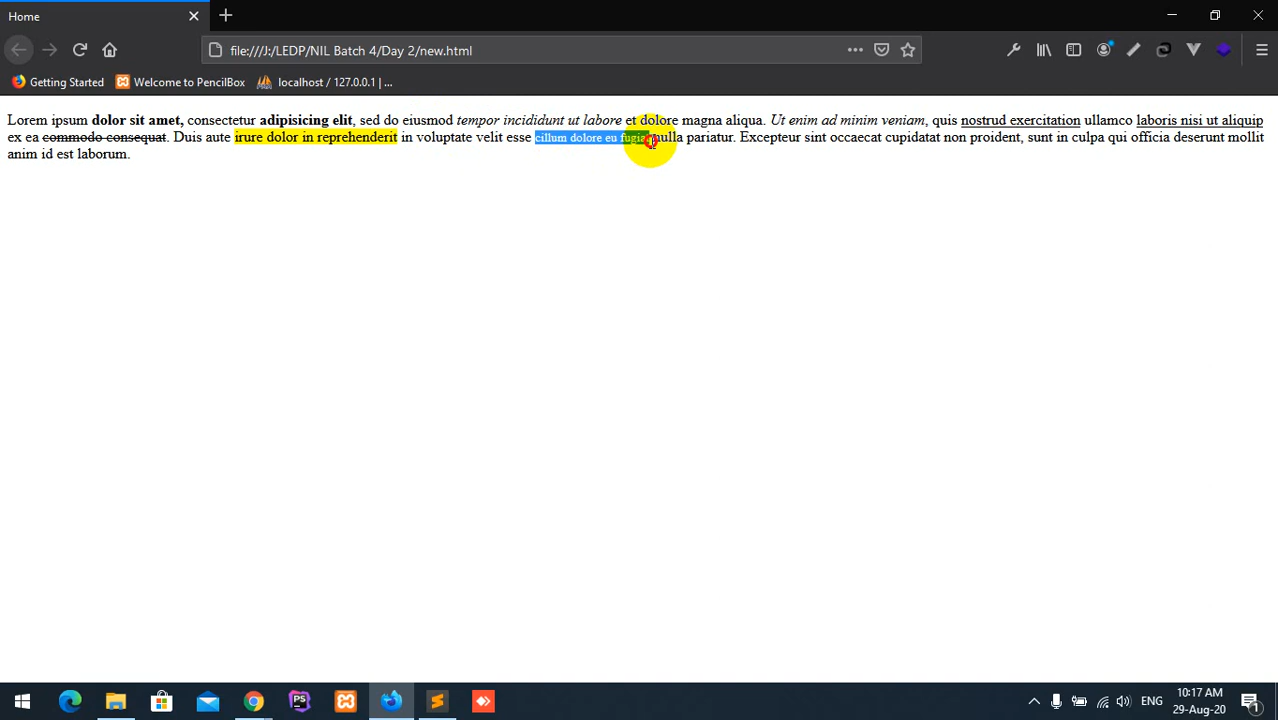 Home
file:///J:/LEDP/NIL Batch 4/Day 2/new.html
Getting Started Welcome to PencilBox localhost / 127.0.0.1 | ...
Lorem ipsum dolor sit amet, consectetur adipisicing elit, sed do eiusmod tempor incididunt ut labore et dolore magna aliqua. Ut enim ad minim veniam, quis nostrud exercitation ullamco laboris nisi ut aliquip
ex ea commodo consequat. Duis aute irure dolor in reprehenderit in voluptate velit esse cillum dolore eu fugiat nulla pariatur. Excepteur sint occaecat cupidatat non proident, sunt in culpa qui officia deserunt mollit
anim id est laborum.
PS
ENG
10:17 AM
29-Aug-20
1